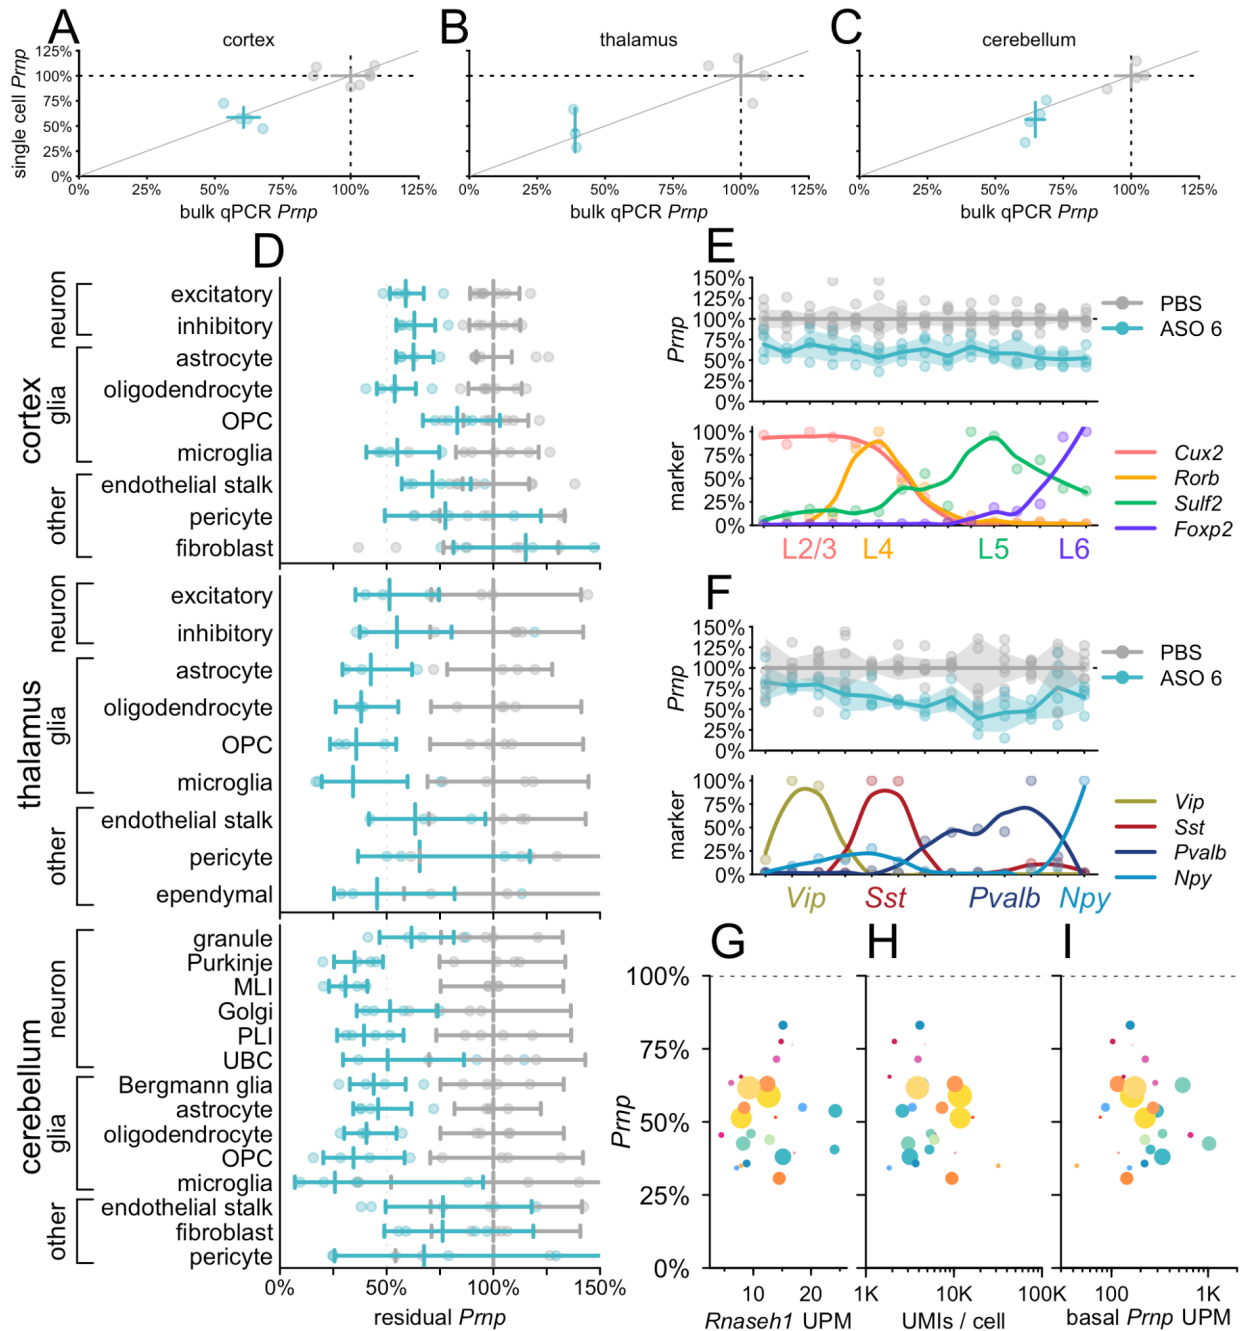 A
B
C
cortex
thalamus
cerebellum
single cell Prnp
125%
100%
75%
50%
25%
0%
0% 25% 50% 75% 100% 125%
0% 25% 50% 75% 100% 125%
0% 25% 50% 75% 100% 125%
bulk qPCR Prnp
bulk qPCR Prnp
bulk qPCR Prnp
D
cortex
neuron
excitatory
inhibitory
glia
astrocyte
oligodendrocyte
OPC
microglia
other
endothelial stalk
pericyte
fibroblast
thalamus
neuron
excitatory
inhibitory
glia
astrocyte
oligodendrocyte
OPC
microglia
other
endothelial stalk
pericyte
ependymal
cerebellum
neuron
granule
Purkinje
MLI
Golgi
PLI
UBC
glia
Bergmann glia
astrocyte
oligodendrocyte
OPC
microglia
other
endothelial stalk
fibroblast
pericyte
0% 50% 100% 150%
residual Prnp
E
Prnp
150%
125%
100%
75%
50%
25%
0%
PBS
ASO 6
marker
100%
75%
50%
25%
0%
Cux2
Rorb
Sulf2
Foxp2
L2/3 L4 L5 L6
F
Prnp
150%
125%
100%
75%
50%
25%
0%
PBS
ASO 6
marker
100%
75%
50%
25%
0%
Vip
Sst
Pvalb
Npy
Vip Sst Pvalb Npy
G
H
I
Prnp
100%
75%
50%
25%
0%
10 20
Rnaseh1 UPM
1K 10K 100K
UMIs / cell
1K 100 1K
basal Prnp UPM